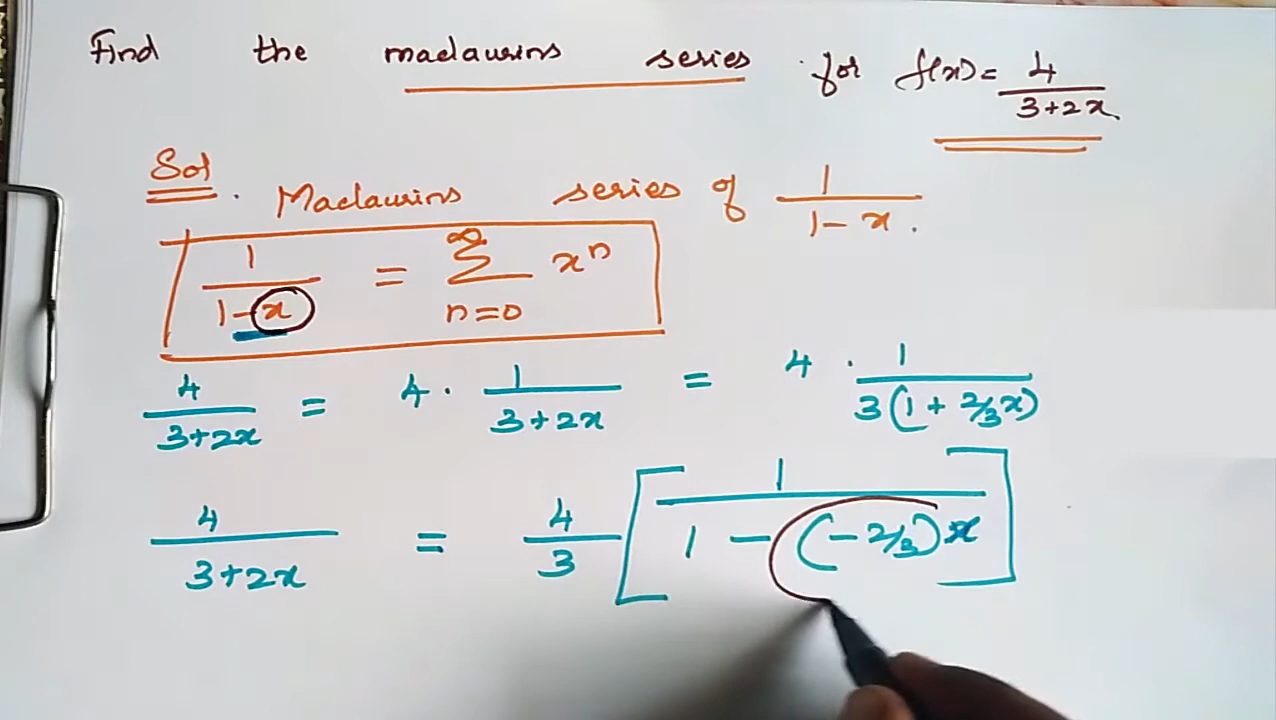 Find the maclaurins series for f(x) = 4/(3+2x).
Sol. Maclaurins series of 1/(1-x).
1/(1-x) = ∞∑n=0 xⁿ
4/(3+2x) = 4 · 1/(3+2x) = 4 · 1/(3(1 + 2/3x))
4/(3+2x) = 4/3 [1/(1 - (-2/3)x)]